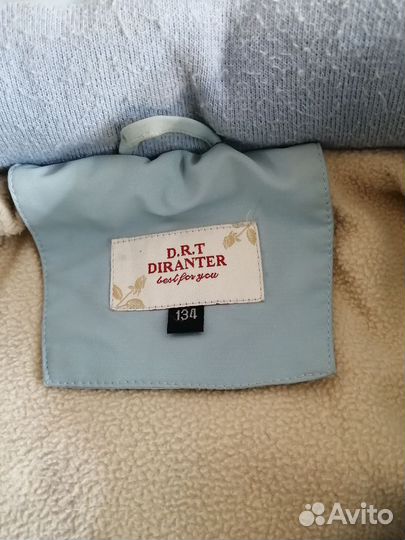 D.R.T
DIRANTER
best for you
134
Avito